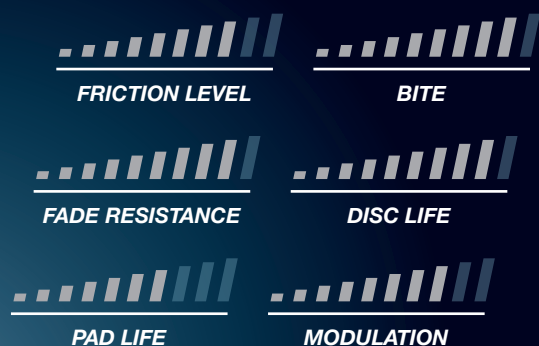 FRICTION LEVEL
BITE
FADE RESISTANCE
DISC LIFE
PAD LIFE
MODULATION